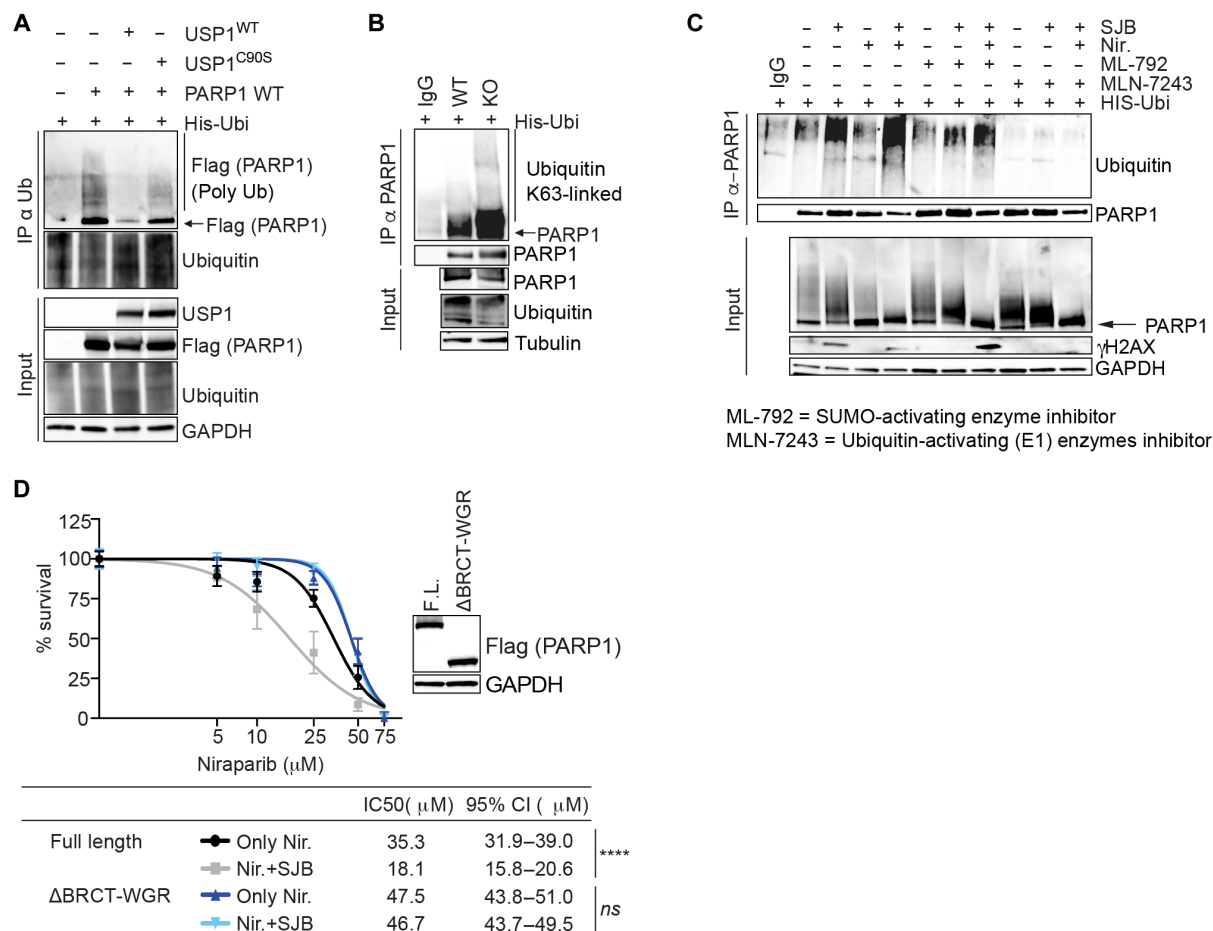 A
– – + – USP1WT
– – – + USP1C90S
– + + + PARP1 WT
+ + + + His-Ubi
IP α Ub
Flag (PARP1)
(Poly Ub)
←Flag (PARP1)
Ubiquitin
Input
USP1
Flag (PARP1)
Ubiquitin
GAPDH
B
IgG WT KO
+ + + His-Ubi
IP α PARP1
Ubiquitin
K63-linked
←PARP1
PARP1
Input
PARP1
Ubiquitin
Tubulin
C
– + – + – + + – + + SJB
– – + + – – + – – + Nir.
– – – – + + + – – – ML-792
IgG – – – – – – – + + + MLN-7243
+ + + + + + + + + + + HIS-Ubi
IP α–PARP1
Ubiquitin
PARP1
Input
← PARP1
γH2AX
GAPDH
ML-792 = SUMO-activating enzyme inhibitor
MLN-7243 = Ubiquitin-activating (E1) enzymes inhibitor
D
% survival
125
100
75
50
25
0
5 10 25 50 75
Niraparib (μM)
F.L. ΔBRCT-WGR
Flag (PARP1)
GAPDH
IC50( μM) 95% CI ( μM)
Full length Only Nir. 35.3 31.9–39.0
Nir.+SJB 18.1 15.8–20.6
****
ΔBRCT-WGR Only Nir. 47.5 43.8–51.0
Nir.+SJB 46.7 43.7–49.5
ns